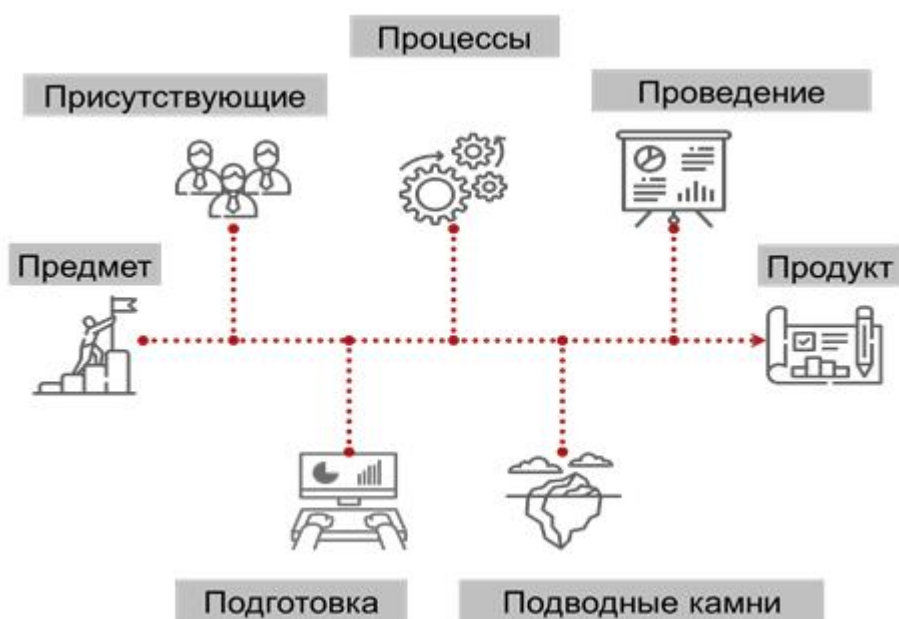 Процессы
Присутствующие
Проведение
Предмет
Продукт
Подготовка
Подводные камни